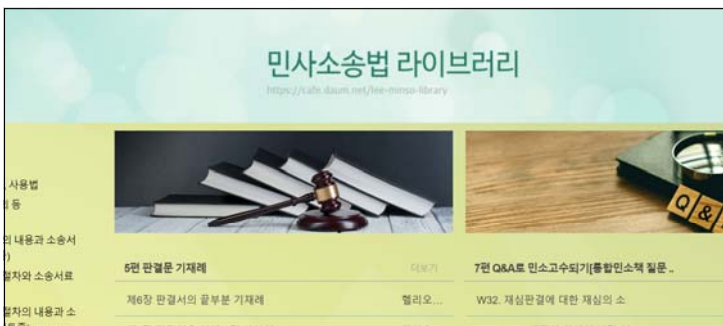 민사소송법 라이브러리
https://cafe.daum.net/lee-minso-library
사용법
등
의 내용과 소송서
절차와 소송서류
절차의 내용과 소
Q & A
5편 판결문 기재례 더보기
제6장 판결서의 끝부분 기재례 헬리오...
7편 Q&A로 민소고수되기[통합민소책 질문 ..
W32. 재심판결에 대한 재심의 소